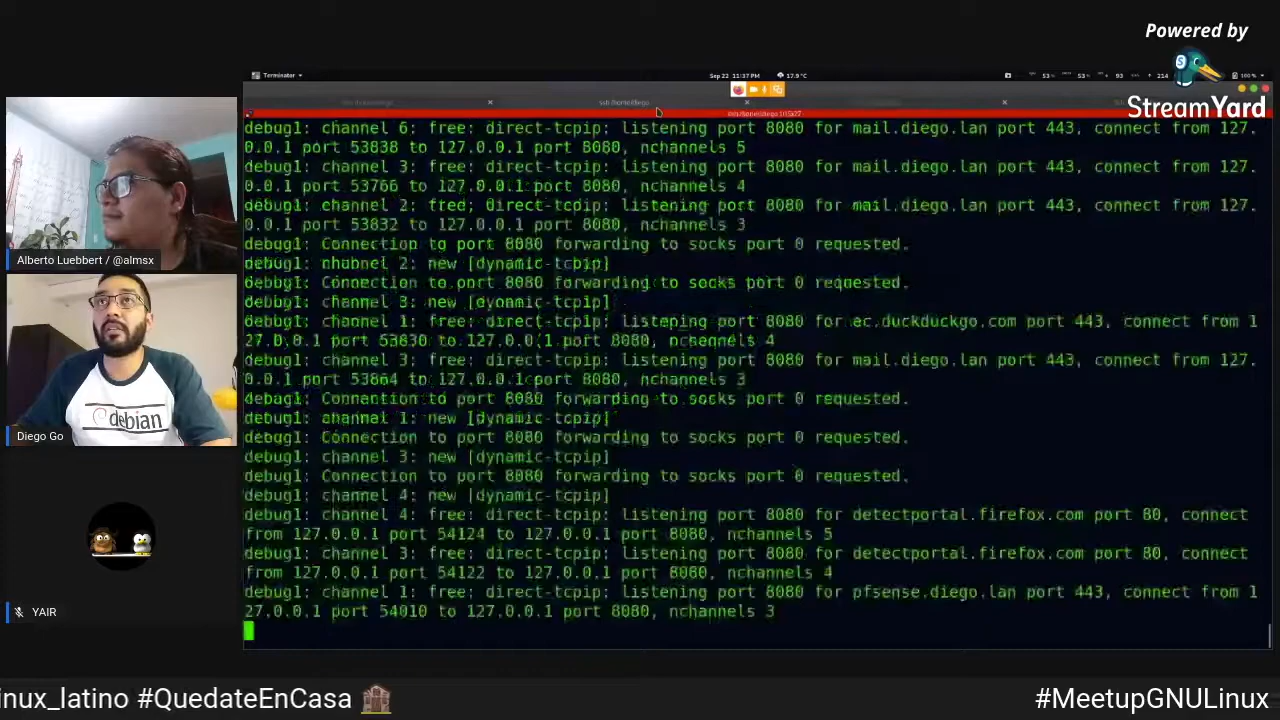 Powered by
StreamYard
Terminator
Sep 22 11:37 PM
17.9 °C
debug1: channel 6: free: direct-tcpip: listening port 8080 for mail.diego.lan port 443, connect from 127.
0.0.1 port 53838 to 127.0.0.1 port 8080, nchannels 5
debug1: channel 3: free: direct-tcpip: listening port 8080 for mail.diego.lan port 443, connect from 127.
0.0.1 port 53766 to 127.0.0.1 port 8080, nchannels 4
debug1: channel 2: free: direct-tcpip: listening port 8080 for mail.diego.lan port 443, connect from 127.
0.0.1 port 53832 to 127.0.0.1 port 8080, nchannels 3
debug1: Connection to port 8080 forwarding to socks port 0 requested.
debug1: channel 2: new [dynamic-tcpip]
debug1: Connection to port 8080 forwarding to socks port 0 requested.
debug1: channel 3: new [dynamic-tcpip]
debug1: channel 1: free: direct-tcpip: listening port 8080 for ac.duckduckgo.com port 443, connect from 1
27.0.0.1 port 53830 to 127.0.0.1 port 8080, nchannels 4
debug1: channel 3: free: direct-tcpip: listening port 8080 for mail.diego.lan port 443, connect from 127.
0.0.1 port 53864 to 127.0.0.1 port 8080, nchannels 3
debug1: Connection to port 8080 forwarding to socks port 0 requested.
debug1: channel 1: new [dynamic-tcpip]
debug1: Connection to port 8080 forwarding to socks port 0 requested.
debug1: channel 3: new [dynamic-tcpip]
debug1: Connection to port 8080 forwarding to socks port 0 requested.
debug1: channel 4: new [dynamic-tcpip]
debug1: channel 4: free: direct-tcpip: listening port 8080 for detectportal.firefox.com port 80, connect
from 127.0.0.1 port 54124 to 127.0.0.1 port 8080, nchannels 5
debug1: channel 3: free: direct-tcpip: listening port 8080 for detectportal.firefox.com port 80, connect
from 127.0.0.1 port 54122 to 127.0.0.1 port 8080, nchannels 4
debug1: channel 1: free: direct-tcpip: listening port 8080 for pfsense.diego.lan port 443, connect from 1
27.0.0.1 port 54010 to 127.0.0.1 port 8080, nchannels 3
Alberto Luebbert / @almsx
debian
Diego Go
YAIR
inux_latino #QuedateEnCasa
#MeetupGNULinux